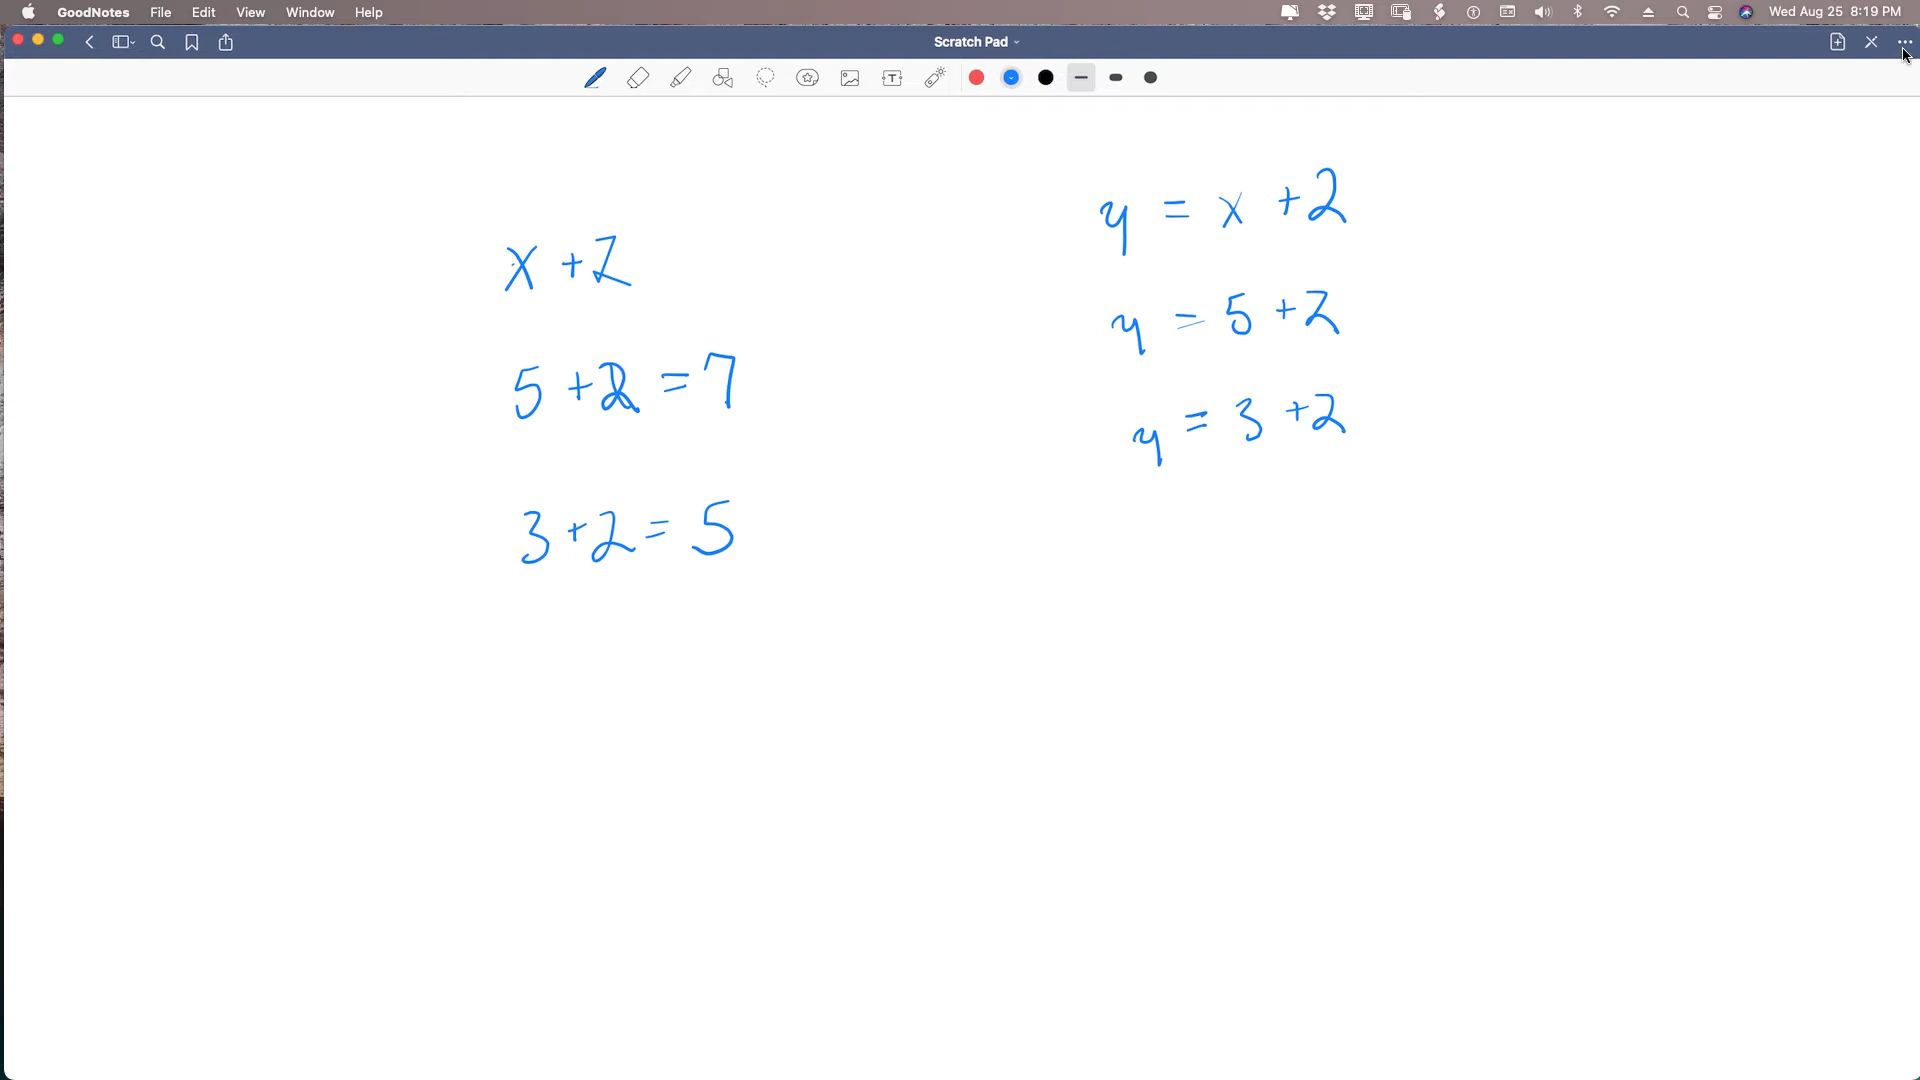 GoodNotes File Edit View Window Help Wed Aug 25 8:19 PM
Scratch Pad
T
x + 2
5 + 2 = 7
3 + 2 = 5
y = x + 2
y = 5 + 2
y = 3 + 2